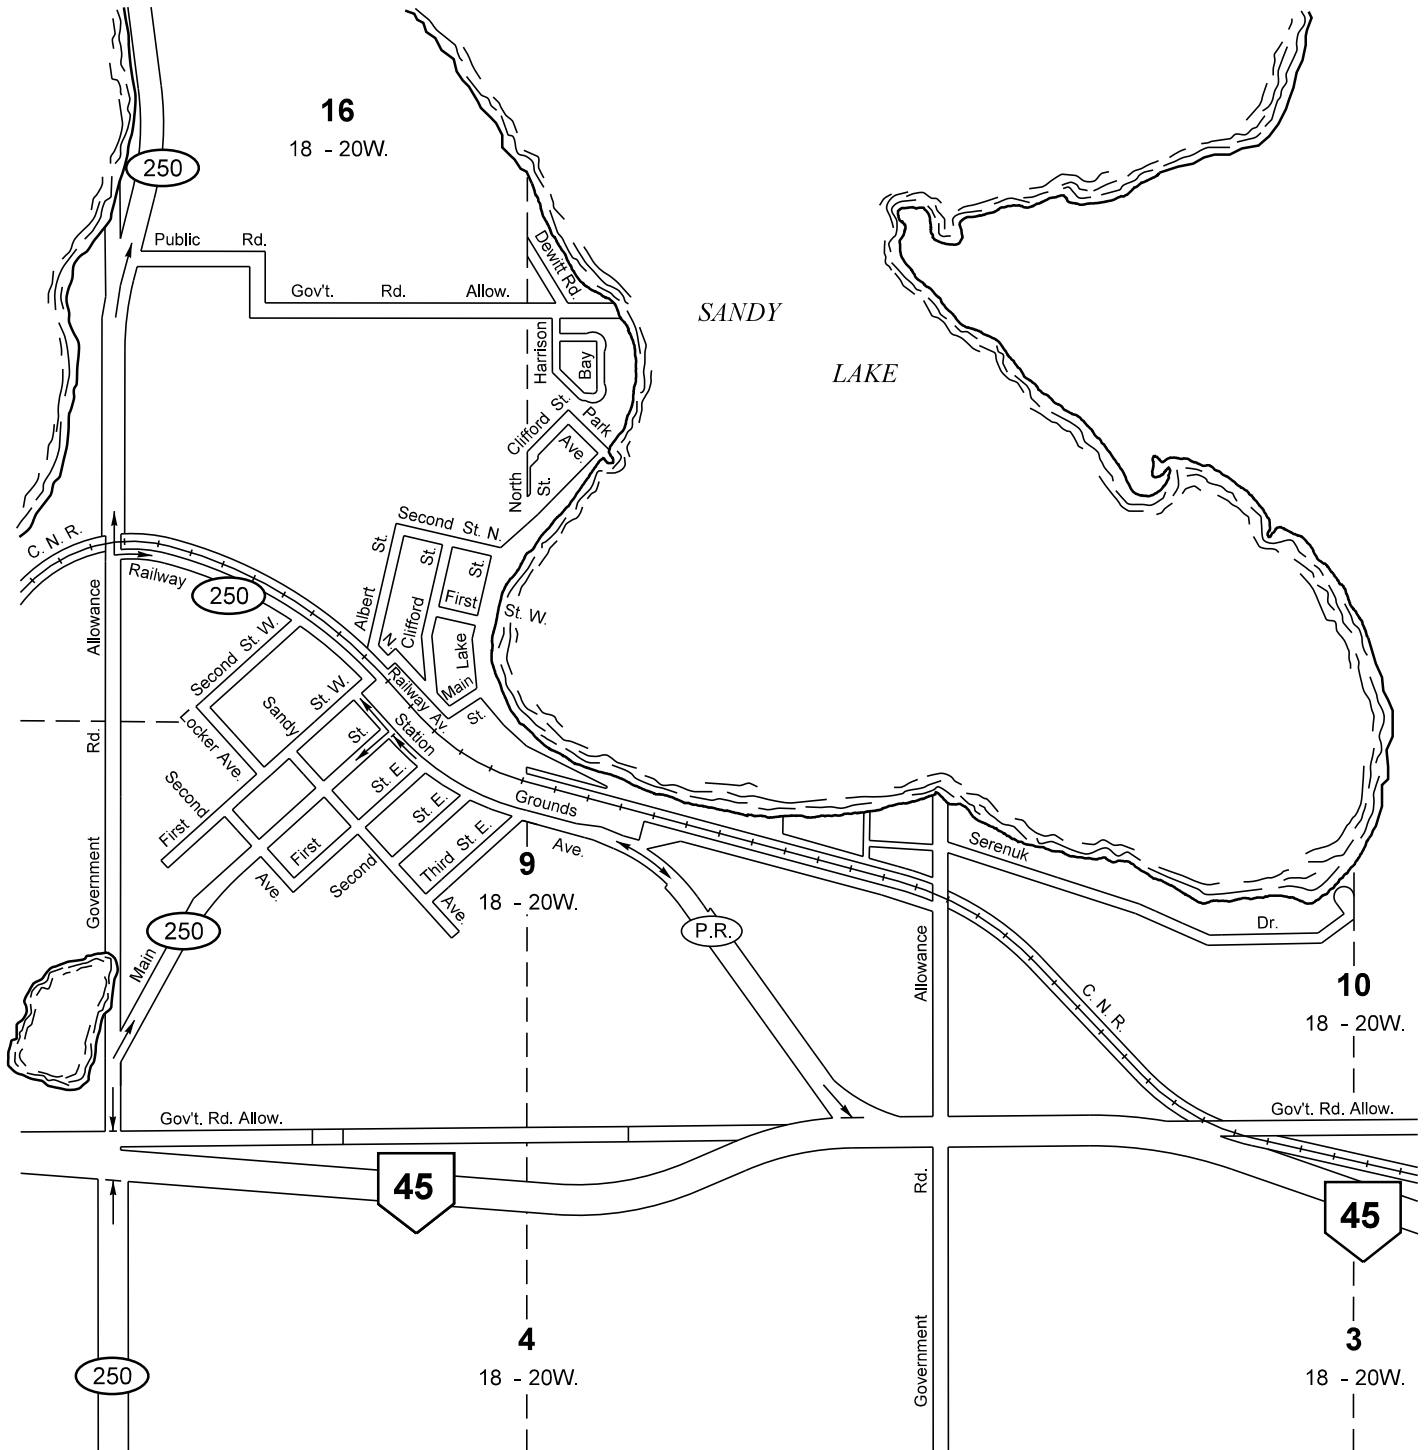 16
18 - 20W.
250
Public Rd.
Gov't. Rd. Allow.
Dewitt Rd.
SANDY
LAKE
Harrison
Bay
Clifford St.
Park
Ave.
North
St.
Second St. N.
C. N. R.
Railway
250
Albert St.
Clifford St.
N
St.
First
St. W.
Lake
Main
St.
Railway Av.
Allowance
Second St. W.
Sandy
St. W.
Locker Ave.
St.
Station
Rd.
Second
First
St. E.
St. E.
Third St. E.
Grounds
Ave.
First
Second
Ave.
Ave.
Serenuk
Dr.
9
18 - 20W.
Government
250
Main
P.R.
Allowance
C. N. R.
10
18 - 20W.
Gov't. Rd. Allow.
Gov't. Rd. Allow.
45
Rd.
45
Government
4
18 - 20W.
3
18 - 20W.
250